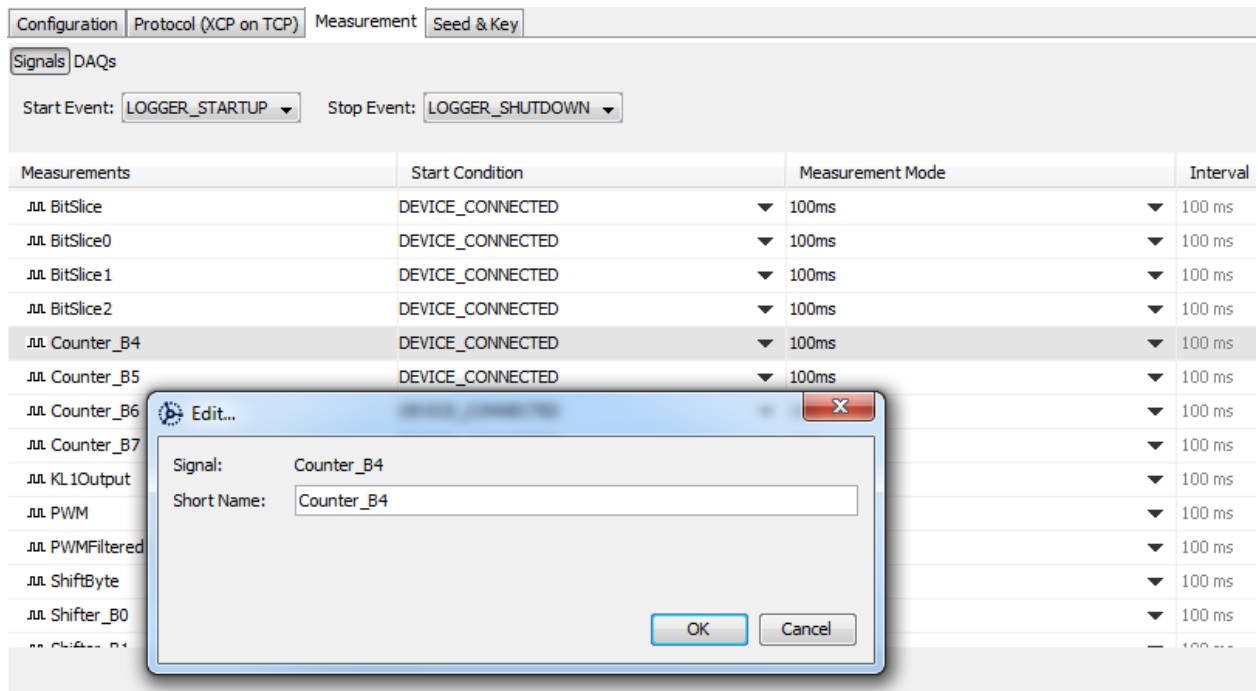 Configuration Protocol (XCP on TCP) Measurement Seed & Key
Signals DAQs
Start Event: LOGGER_STARTUP Stop Event: LOGGER_SHUTDOWN
Measurements Start Condition Measurement Mode Interval
BitSlice DEVICE_CONNECTED 100ms 100 ms
BitSlice0 DEVICE_CONNECTED 100ms 100 ms
BitSlice1 DEVICE_CONNECTED 100ms 100 ms
BitSlice2 DEVICE_CONNECTED 100ms 100 ms
Counter_B4 DEVICE_CONNECTED 100ms 100 ms
Counter_B5 DEVICE_CONNECTED 100ms 100 ms
Counter_B6 100 ms
Counter_B7 100 ms
KL1Output 100 ms
PWM 100 ms
PWMFiltered 100 ms
ShiftByte 100 ms
Shifter_B0 100 ms
Edit...
Signal: Counter_B4
Short Name: Counter_B4
OK Cancel